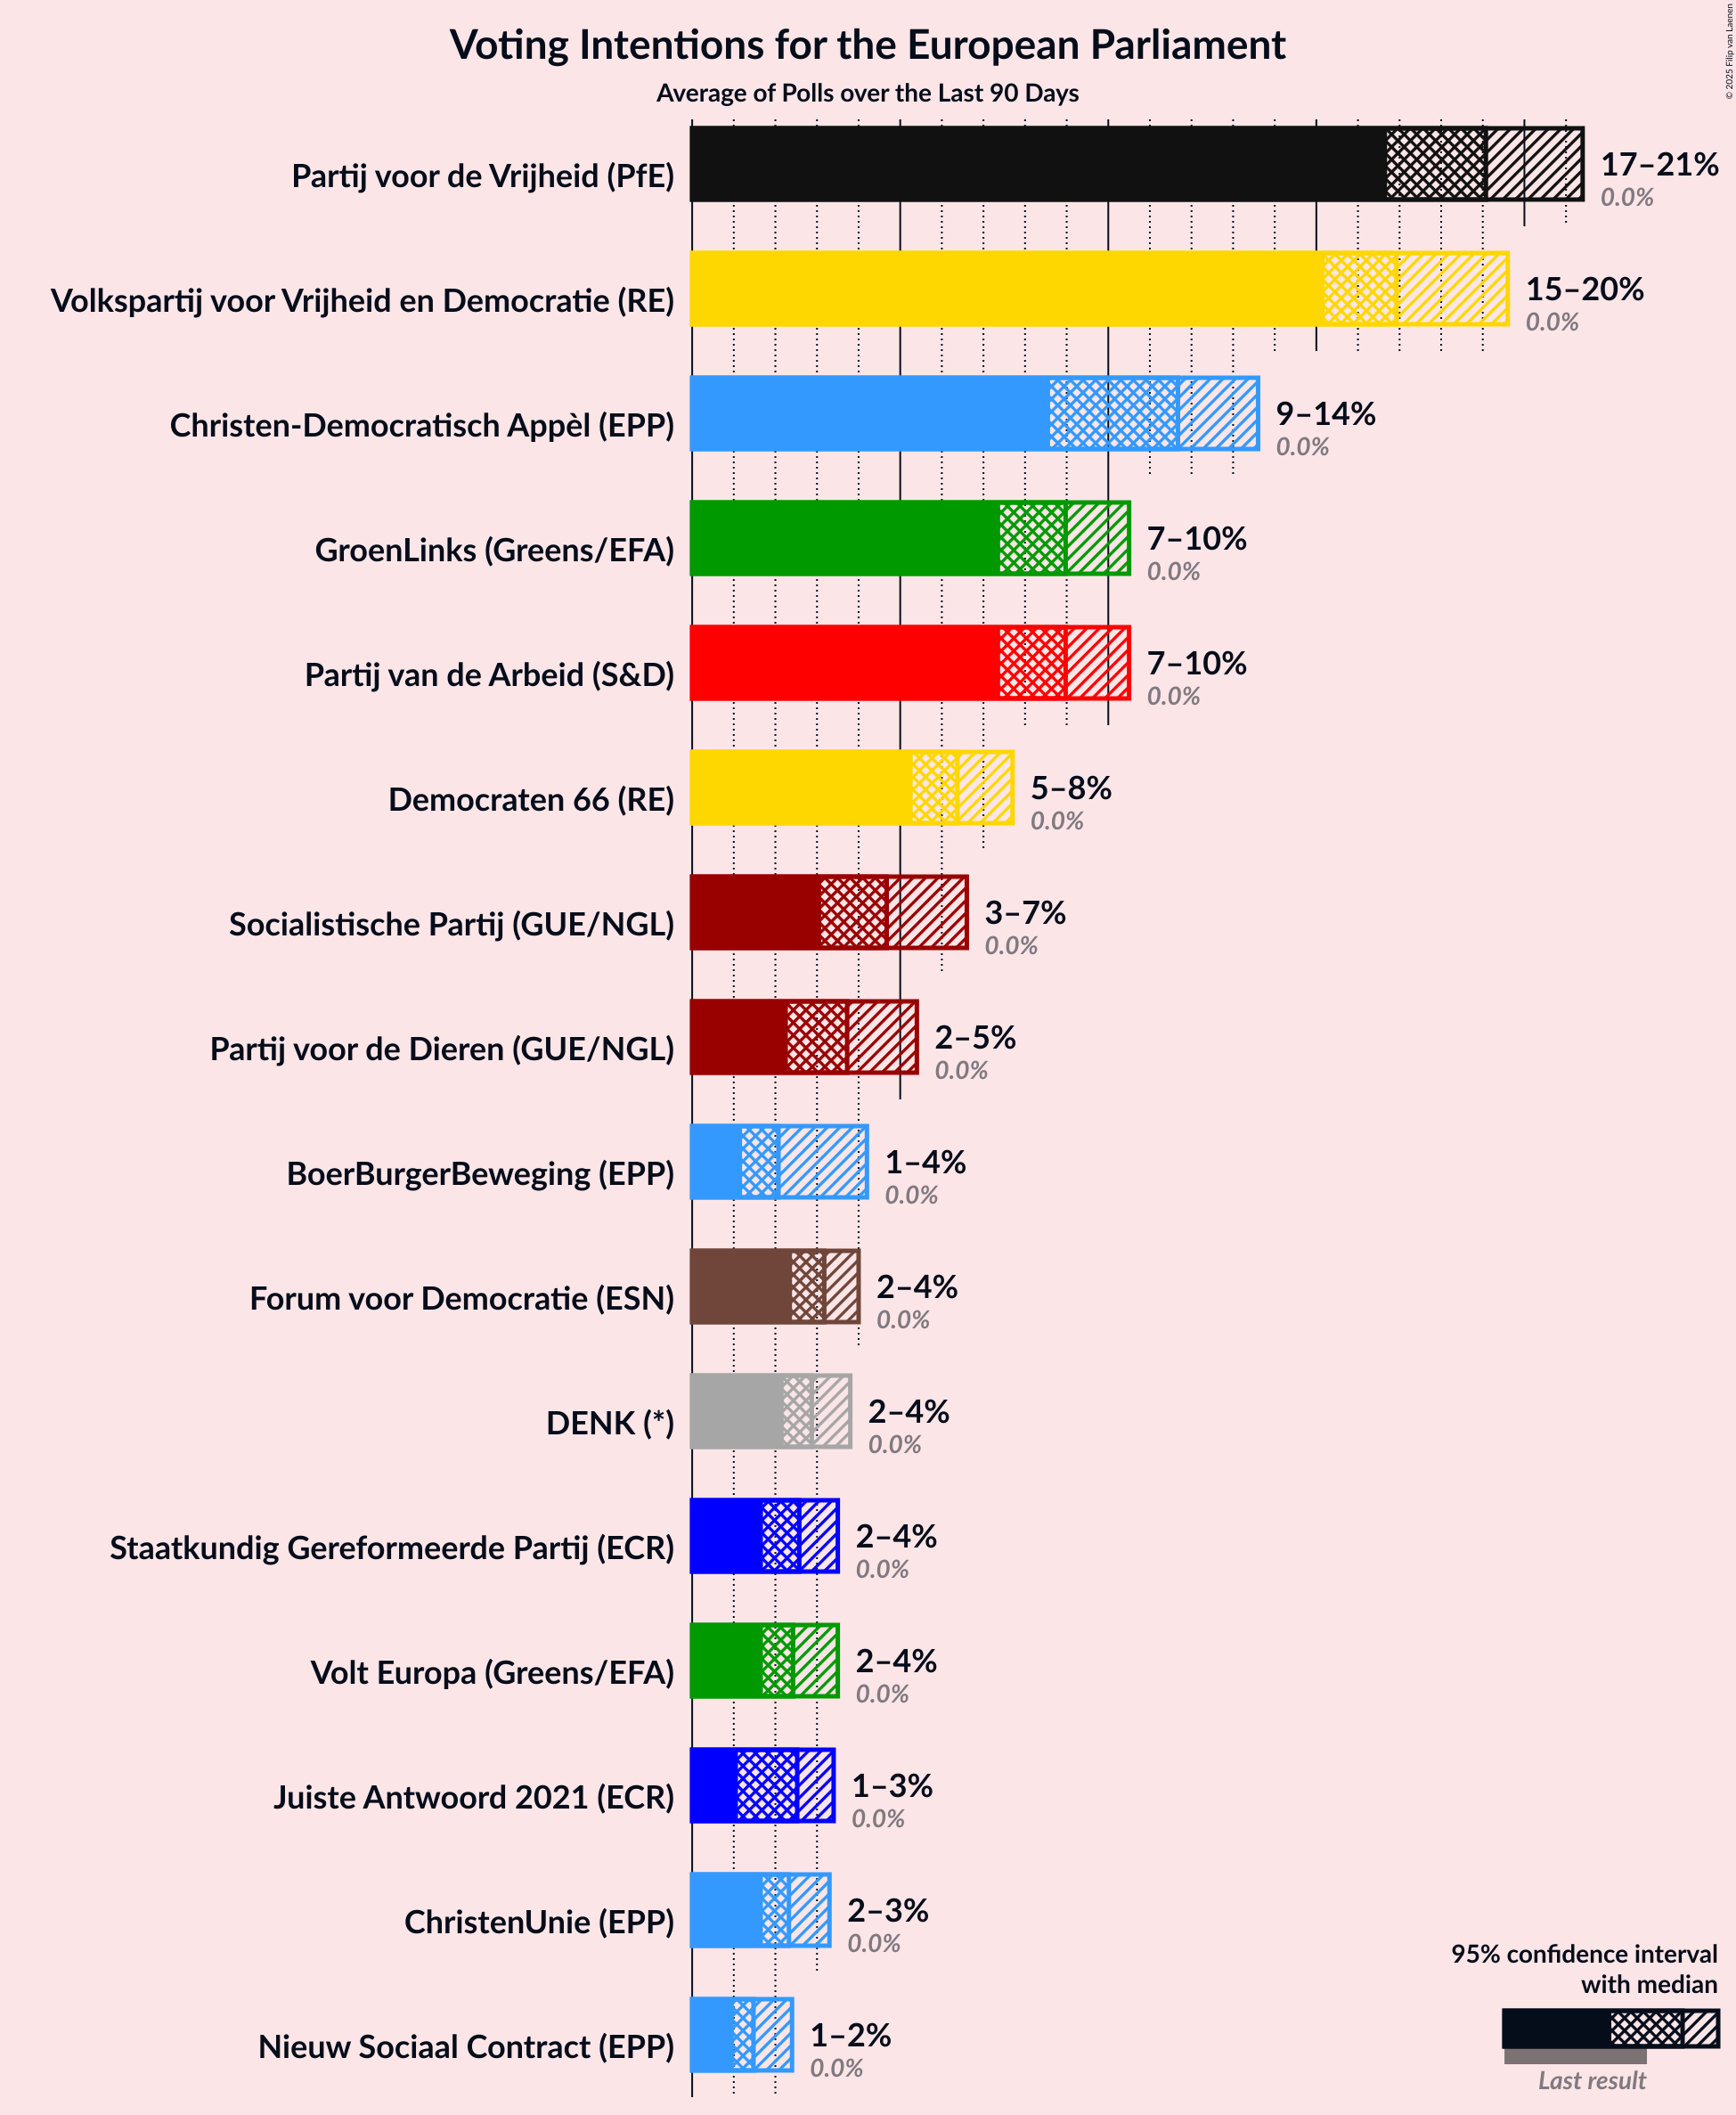 Voting Intentions for the European Parliament
Average of Polls over the Last 90 Days
© 2025 Filip van Laenen
Partij voor de Vrijheid (PfE)
17–21%
0.0%
Volkspartij voor Vrijheid en Democratie (RE)
15–20%
0.0%
Christen-Democratisch Appèl (EPP)
9–14%
0.0%
GroenLinks (Greens/EFA)
7–10%
0.0%
Partij van de Arbeid (S&D)
7–10%
0.0%
Democraten 66 (RE)
5–8%
0.0%
Socialistische Partij (GUE/NGL)
3–7%
0.0%
Partij voor de Dieren (GUE/NGL)
2–5%
0.0%
BoerBurgerBeweging (EPP)
1–4%
0.0%
Forum voor Democratie (ESN)
2–4%
0.0%
DENK (*)
2–4%
0.0%
Staatkundig Gereformeerde Partij (ECR)
2–4%
0.0%
Volt Europa (Greens/EFA)
2–4%
0.0%
Juiste Antwoord 2021 (ECR)
1–3%
0.0%
ChristenUnie (EPP)
2–3%
0.0%
Nieuw Sociaal Contract (EPP)
1–2%
0.0%
95% confidence interval
with median
Last result